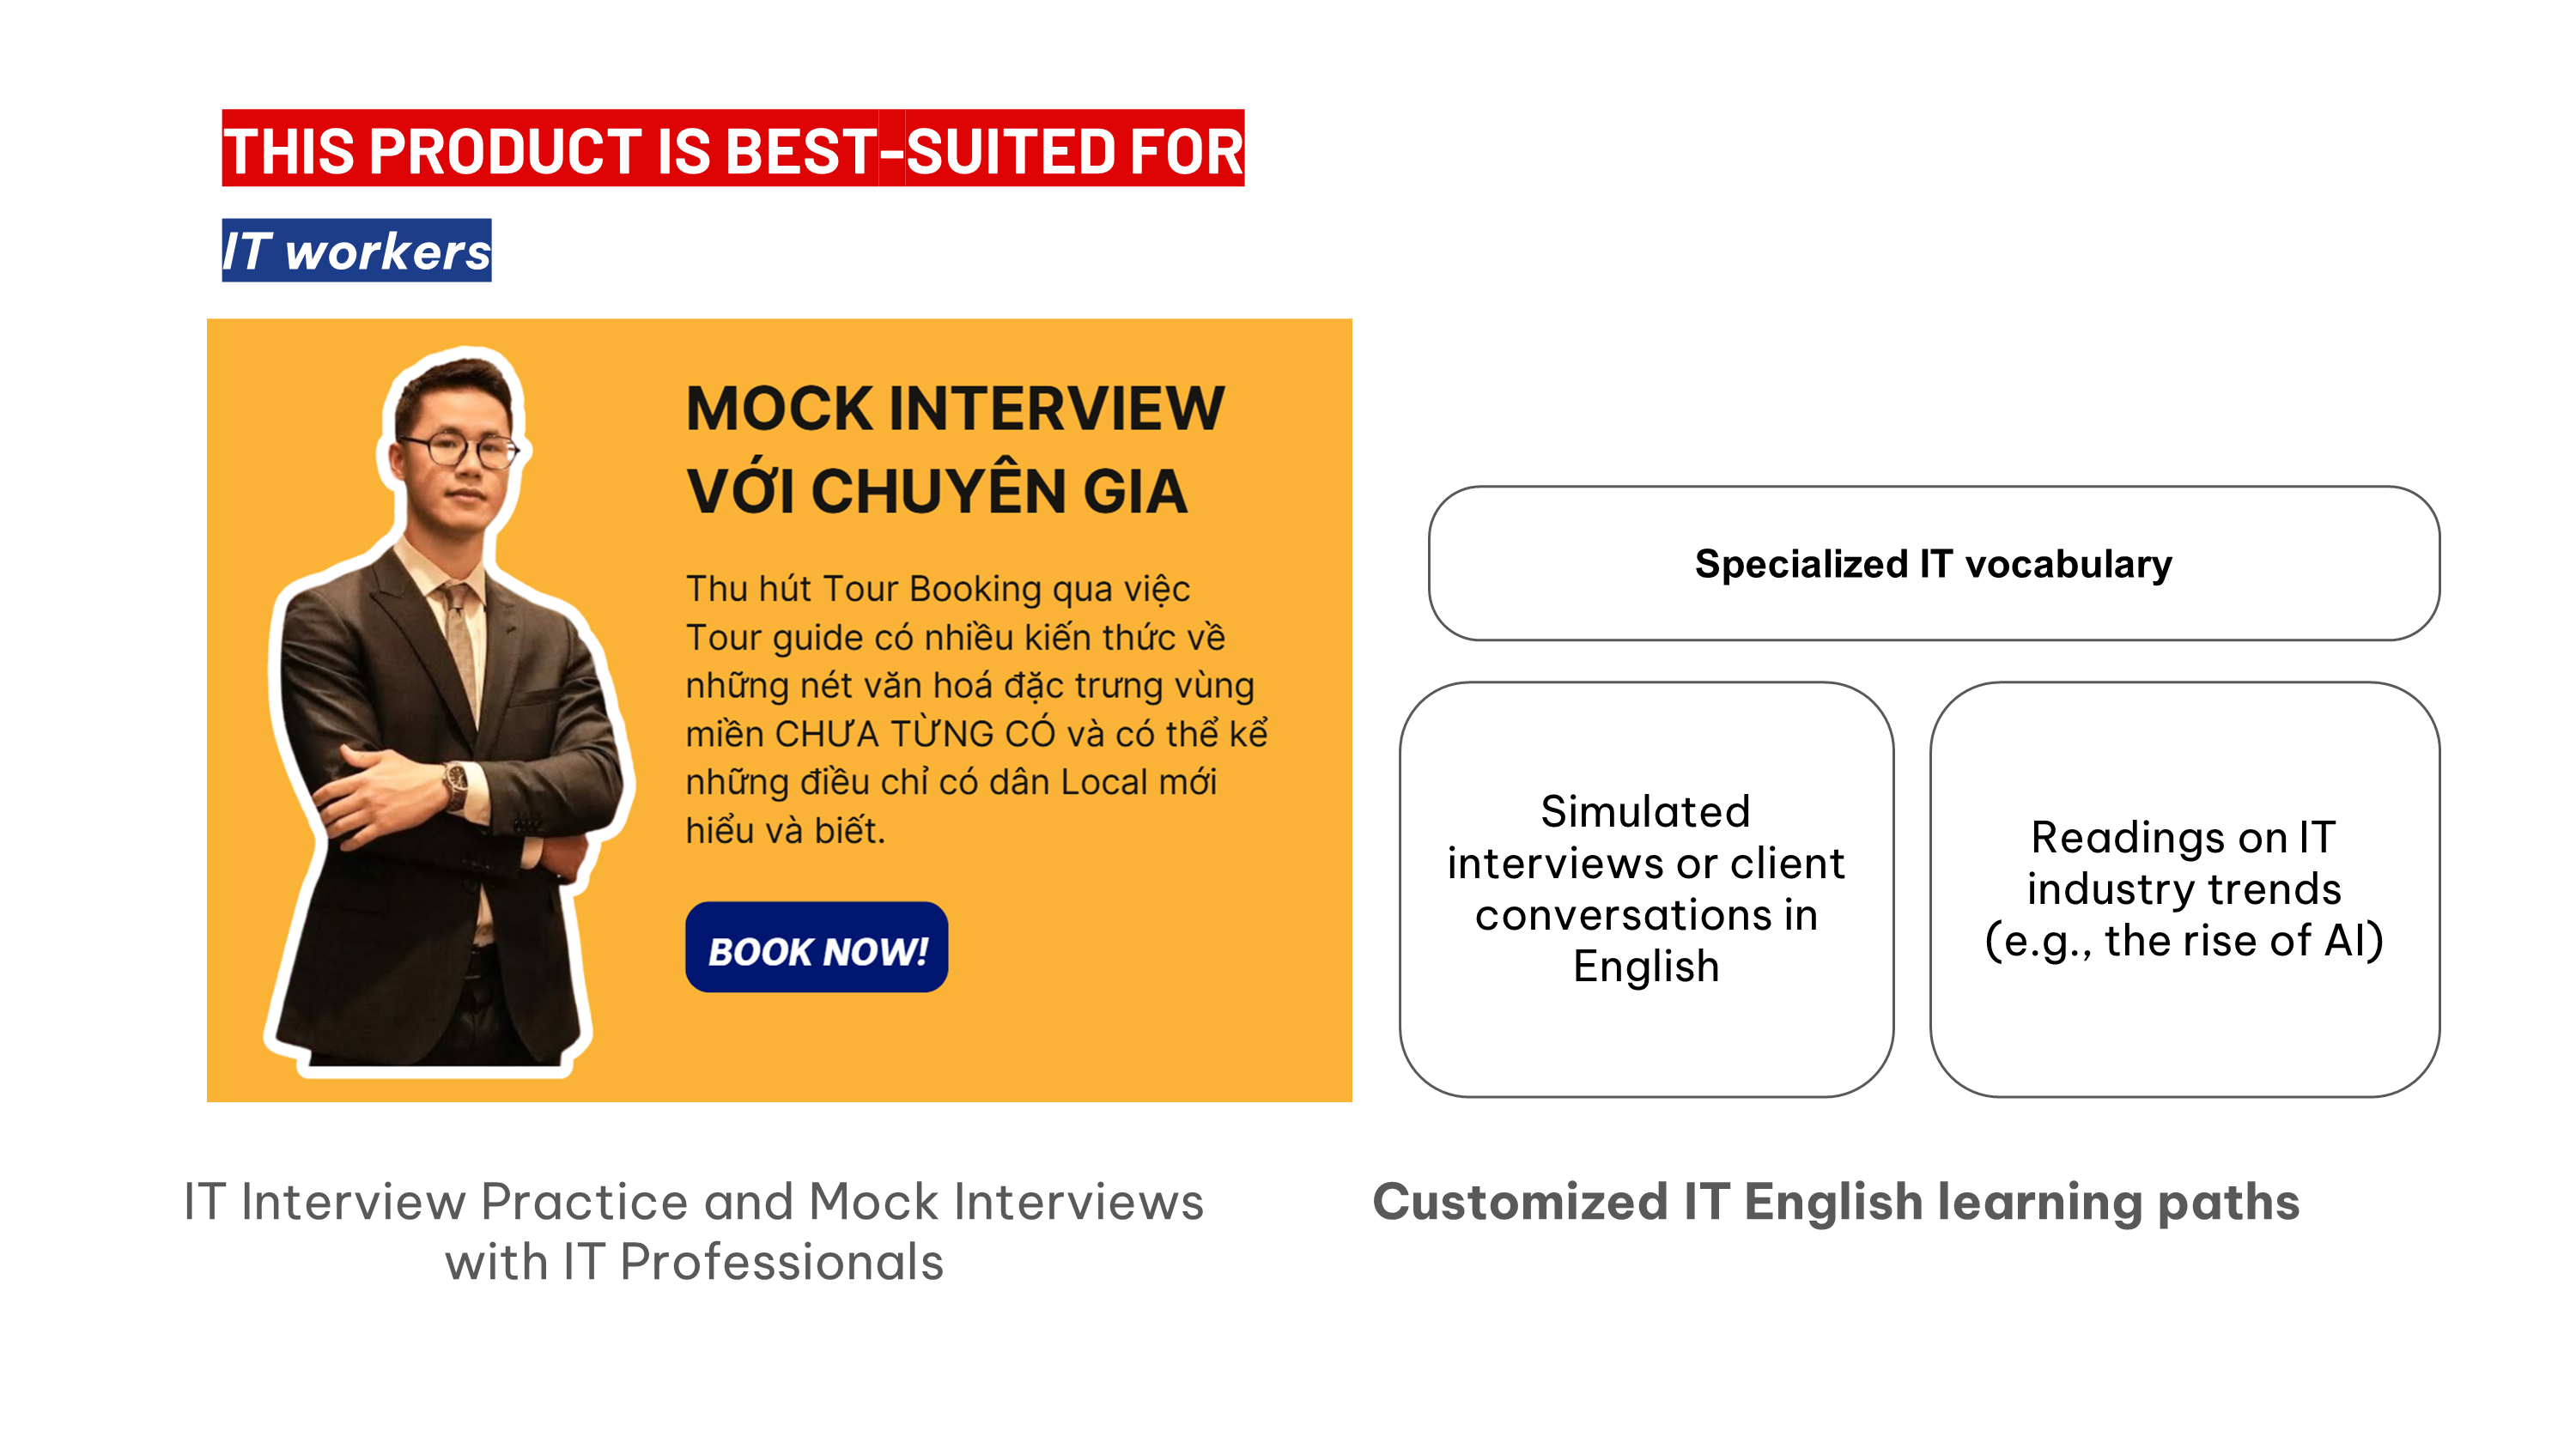 THIS PRODUCT IS BEST-SUITED FOR
IT workers
MOCK INTERVIEW
VỚI CHUYÊN GIA
Thu hút Tour Booking qua việc
Tour guide có nhiều kiến thức về
những nét văn hoá đặc trưng vùng
miền CHƯA TỪNG CÓ và có thể kể
những điều chỉ có dân Local mới
hiểu và biết.
BOOK NOW!
IT Interview Practice and Mock Interviews
with IT Professionals
Specialized IT vocabulary
Simulated
interviews or client
conversations in
English
Readings on IT
industry trends
(e.g., the rise of AI)
Customized IT English learning paths